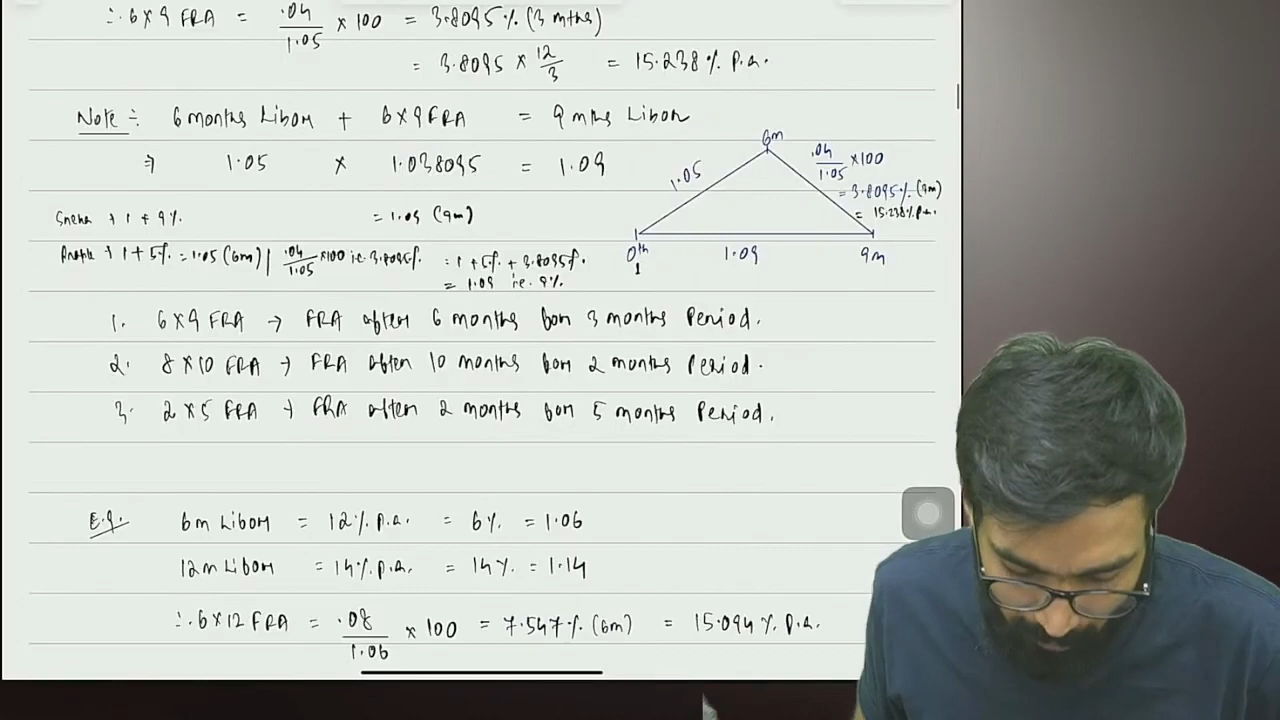 ∴ 6×9 FRA = .04/1.05 × 100 = 3.8095% (3 mths)
= 3.8095 × 12/3 = 15.238% P.a.
Note :- 6 months Libor + 6×9 FRA = 9 mths Libor
⇒ 1.05 × 1.038095 = 1.09
Sneha → 1 + 9% = 1.09 (9m)
→ 1 + 5% = 1.05 (6m) | .04/1.05 ×100 i.e. 3.8095% = 1 + 5% + 3.8095%
= 1.09 i.e. 9%
6m
1.05
.04/1.05 ×100
= 3.8095% (3m)
= 15.238% P.a.
0th
1
1.09
9m
1. 6×9 FRA → FRA after 6 months for 3 months Period.
2. 8×10 FRA → FRA after 10 months for 2 months Period.
3. 2×5 FRA → FRA after 2 months for 5 months Period.
E.g. 6m Libor = 12% P.a. = 6% = 1.06
12m Libor = 14% P.a. = 14% = 1.14
∴ 6×12 FRA = .08/1.06 × 100 = 7.547% (6m) = 15.094% P.a.